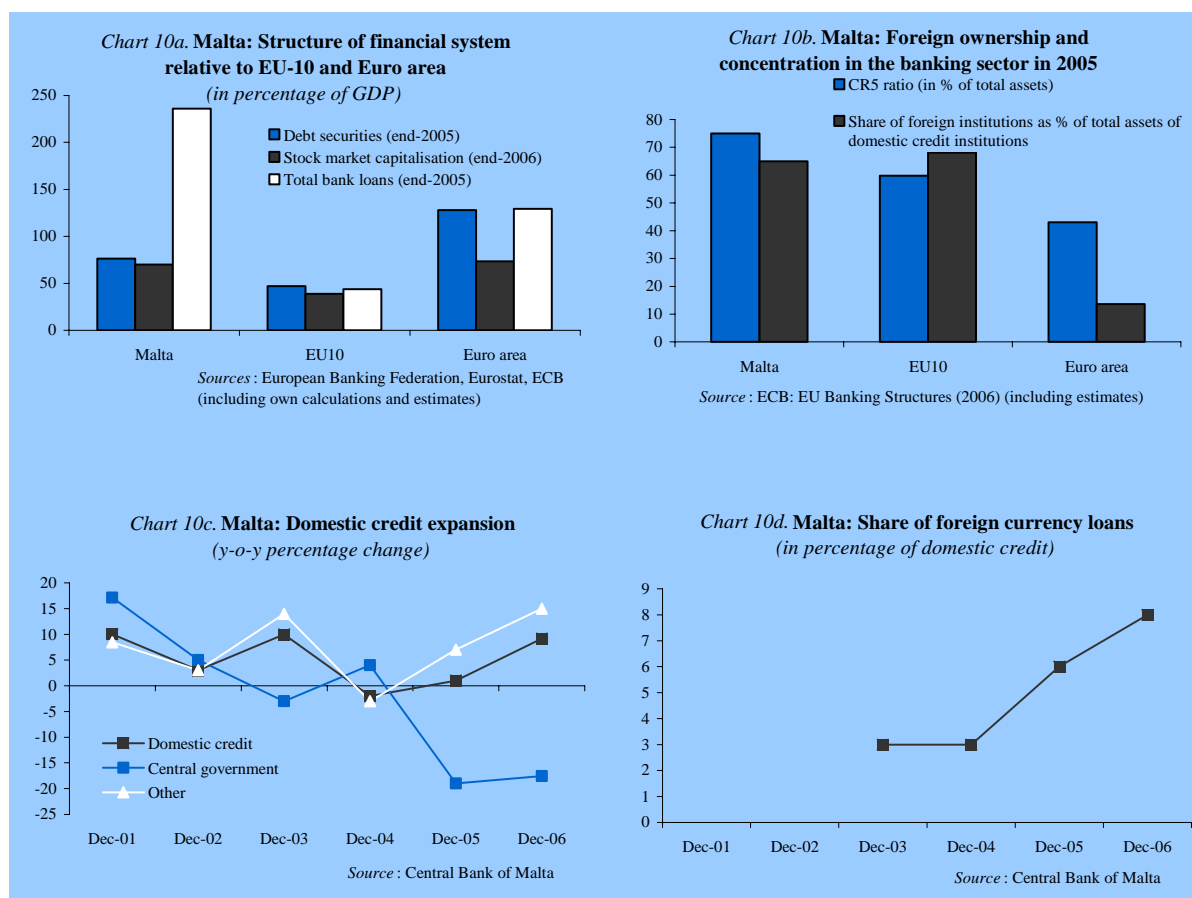 Chart 10a. Malta: Structure of financial system
relative to EU-10 and Euro area
(in percentage of GDP)
250
200
150
100
50
0
Debt securities (end-2005)
Stock market capitalisation (end-2006)
Total bank loans (end-2005)
Malta EU10 Euro area
Sources : European Banking Federation, Eurostat, ECB
(including own calculations and estimates)
Chart 10b. Malta: Foreign ownership and
concentration in the banking sector in 2005
CR5 ratio (in % of total assets)
Share of foreign institutions as % of total assets of
domestic credit institutions
80
70
60
50
40
30
20
10
0
Malta EU10 Euro area
Source : ECB: EU Banking Structures (2006) (including estimates)
Chart 10c. Malta: Domestic credit expansion
(y-o-y percentage change)
20
15
10
5
0
-5
-10
-15
-20
-25
Domestic credit
Central government
Other
Dec-01 Dec-02 Dec-03 Dec-04 Dec-05 Dec-06
Source : Central Bank of Malta
Chart 10d. Malta: Share of foreign currency loans
(in percentage of domestic credit)
9
8
7
6
5
4
3
2
1
0
Dec-01 Dec-02 Dec-03 Dec-04 Dec-05 Dec-06
Source : Central Bank of Malta